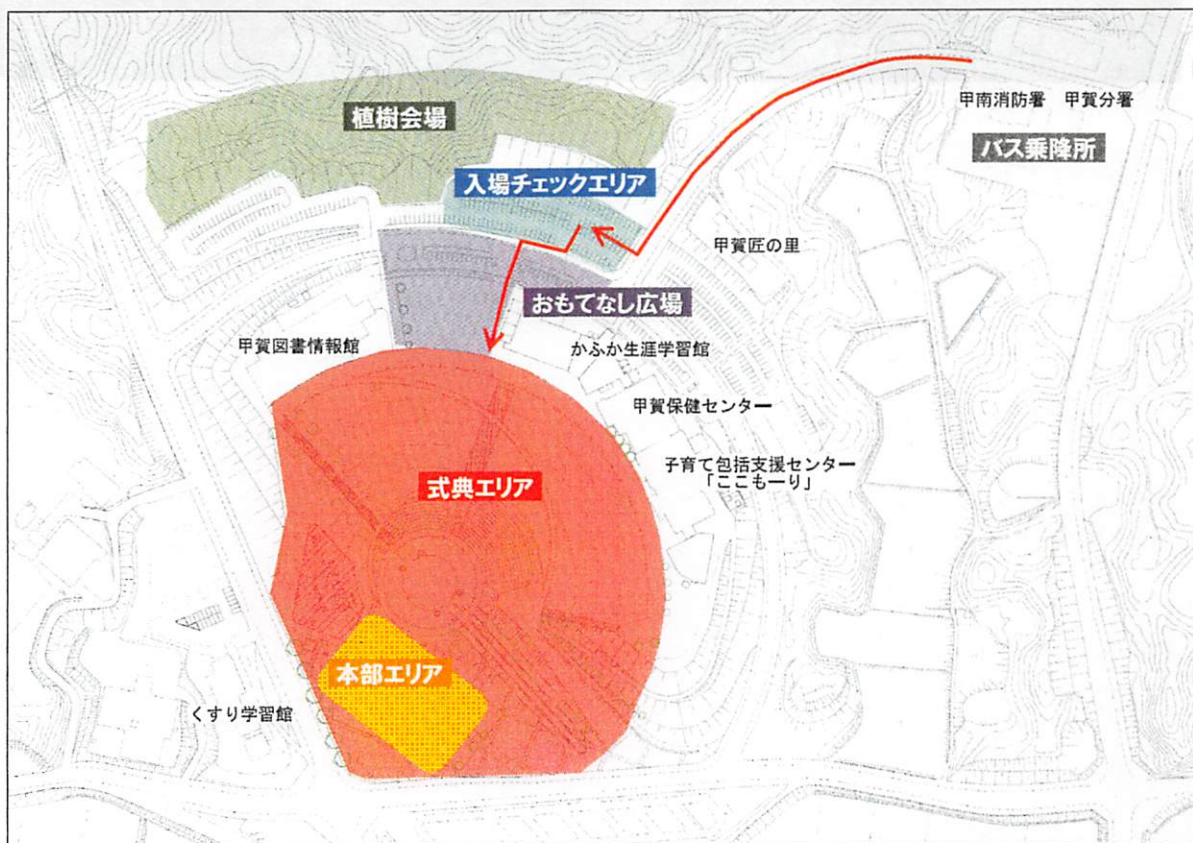 植樹会場
甲南消防署 甲賀分署
バス乗降所
入場チェックエリア
甲賀匠の里
おもてなし広場
甲賀図書情報館
かふか生涯学習館
甲賀保健センター
子育て包括支援センター
「ここもーり」
式典エリア
本部エリア
くすり学習館